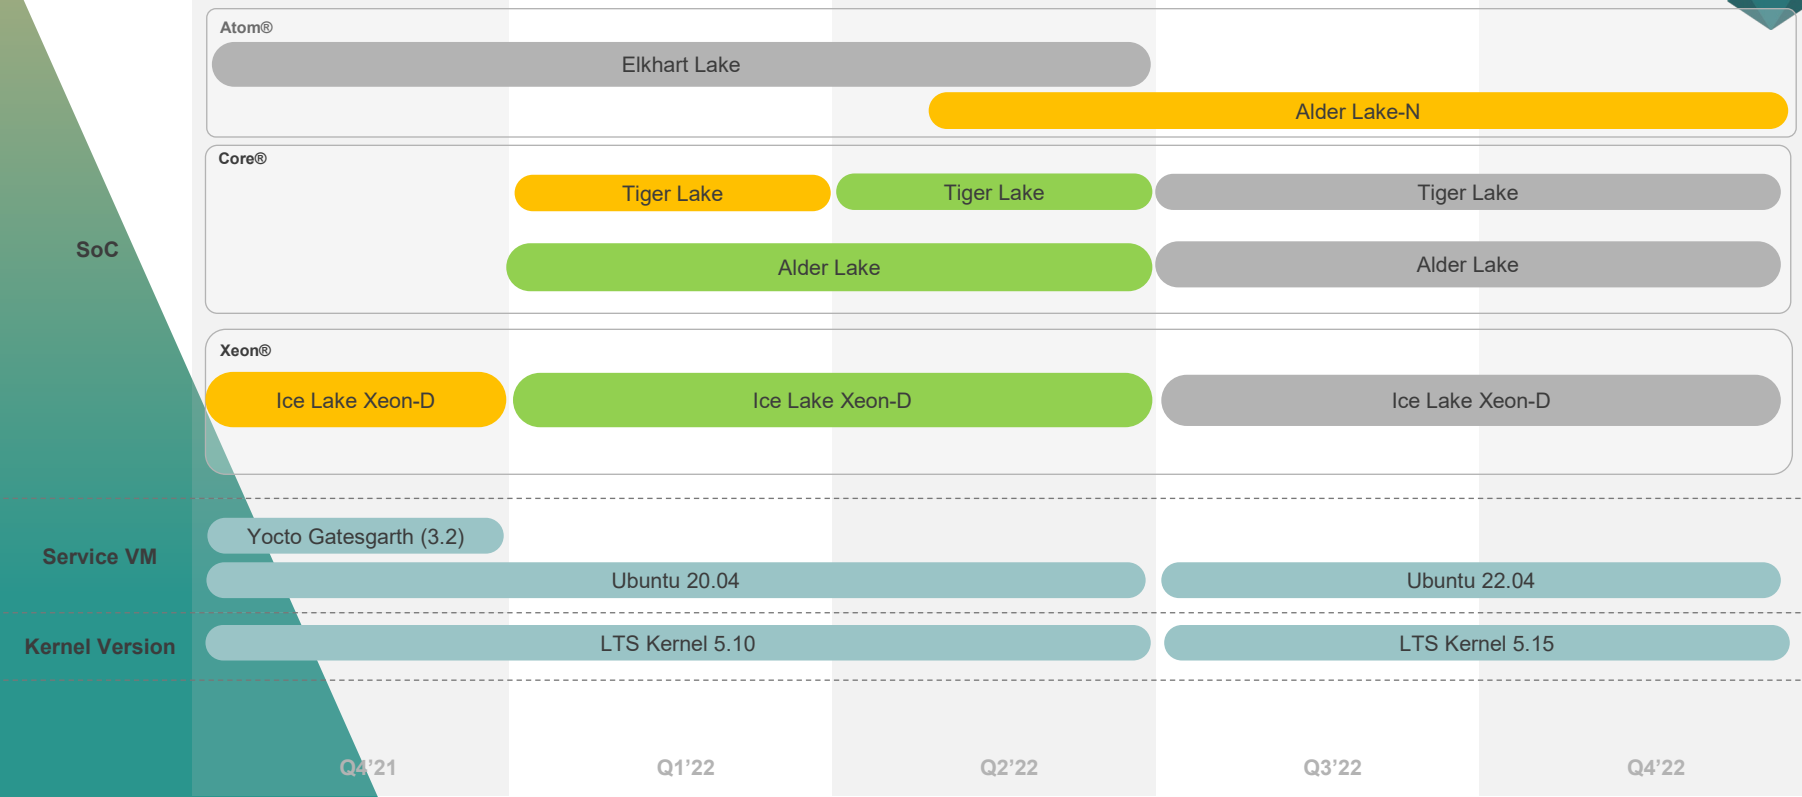 Atom®
Elkhart Lake
Alder Lake-N
Core®
Tiger Lake
Tiger Lake
Tiger Lake
SoC
Alder Lake
Alder Lake
Xeon®
Ice Lake Xeon-D
Ice Lake Xeon-D
Ice Lake Xeon-D
Yocto Gatesgarth (3.2)
Service VM
Ubuntu 20.04
Ubuntu 22.04
Kernel Version
LTS Kernel 5.10
LTS Kernel 5.15
Q4’21
Q1’22
Q2’22
Q3’22
Q4’22